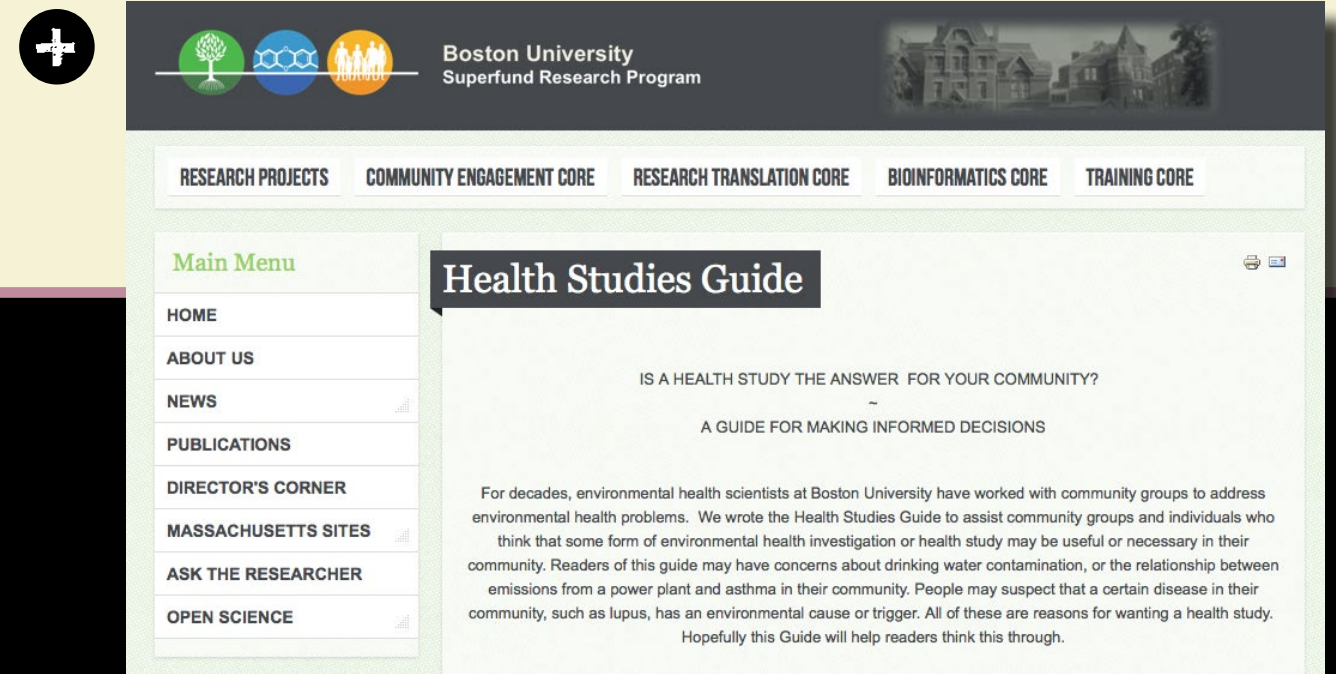 Boston University
Superfund Research Program
RESEARCH PROJECTS COMMUNITY ENGAGEMENT CORE RESEARCH TRANSLATION CORE BIOINFORMATICS CORE TRAINING CORE
Main Menu
HOME
ABOUT US
NEWS
PUBLICATIONS
DIRECTOR'S CORNER
MASSACHUSETTS SITES
ASK THE RESEARCHER
OPEN SCIENCE
Health Studies Guide
IS A HEALTH STUDY THE ANSWER FOR YOUR COMMUNITY?
~
A GUIDE FOR MAKING INFORMED DECISIONS
For decades, environmental health scientists at Boston University have worked with community groups to address
environmental health problems. We wrote the Health Studies Guide to assist community groups and individuals who
think that some form of environmental health investigation or health study may be useful or necessary in their
community. Readers of this guide may have concerns about drinking water contamination, or the relationship between
emissions from a power plant and asthma in their community. People may suspect that a certain disease in their
community, such as lupus, has an environmental cause or trigger. All of these are reasons for wanting a health study.
Hopefully this Guide will help readers think this through.